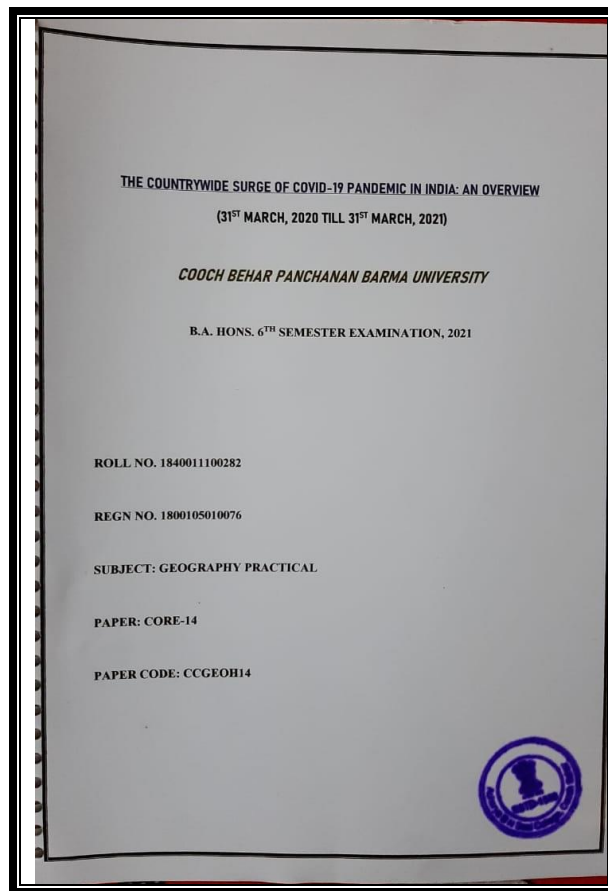 THE COUNTRYWIDE SURGE OF COVID-19 PANDEMIC IN INDIA: AN OVERVIEW
(31ST MARCH, 2020 TILL 31ST MARCH, 2021)
COOCH BEHAR PANCHANAN BARMA UNIVERSITY
B.A. HONS. 6TH SEMESTER EXAMINATION, 2021
ROLL NO. 1840011100282
REGN NO. 1800105010076
SUBJECT: GEOGRAPHY PRACTICAL
PAPER: CORE-14
PAPER CODE: CCGEOH14